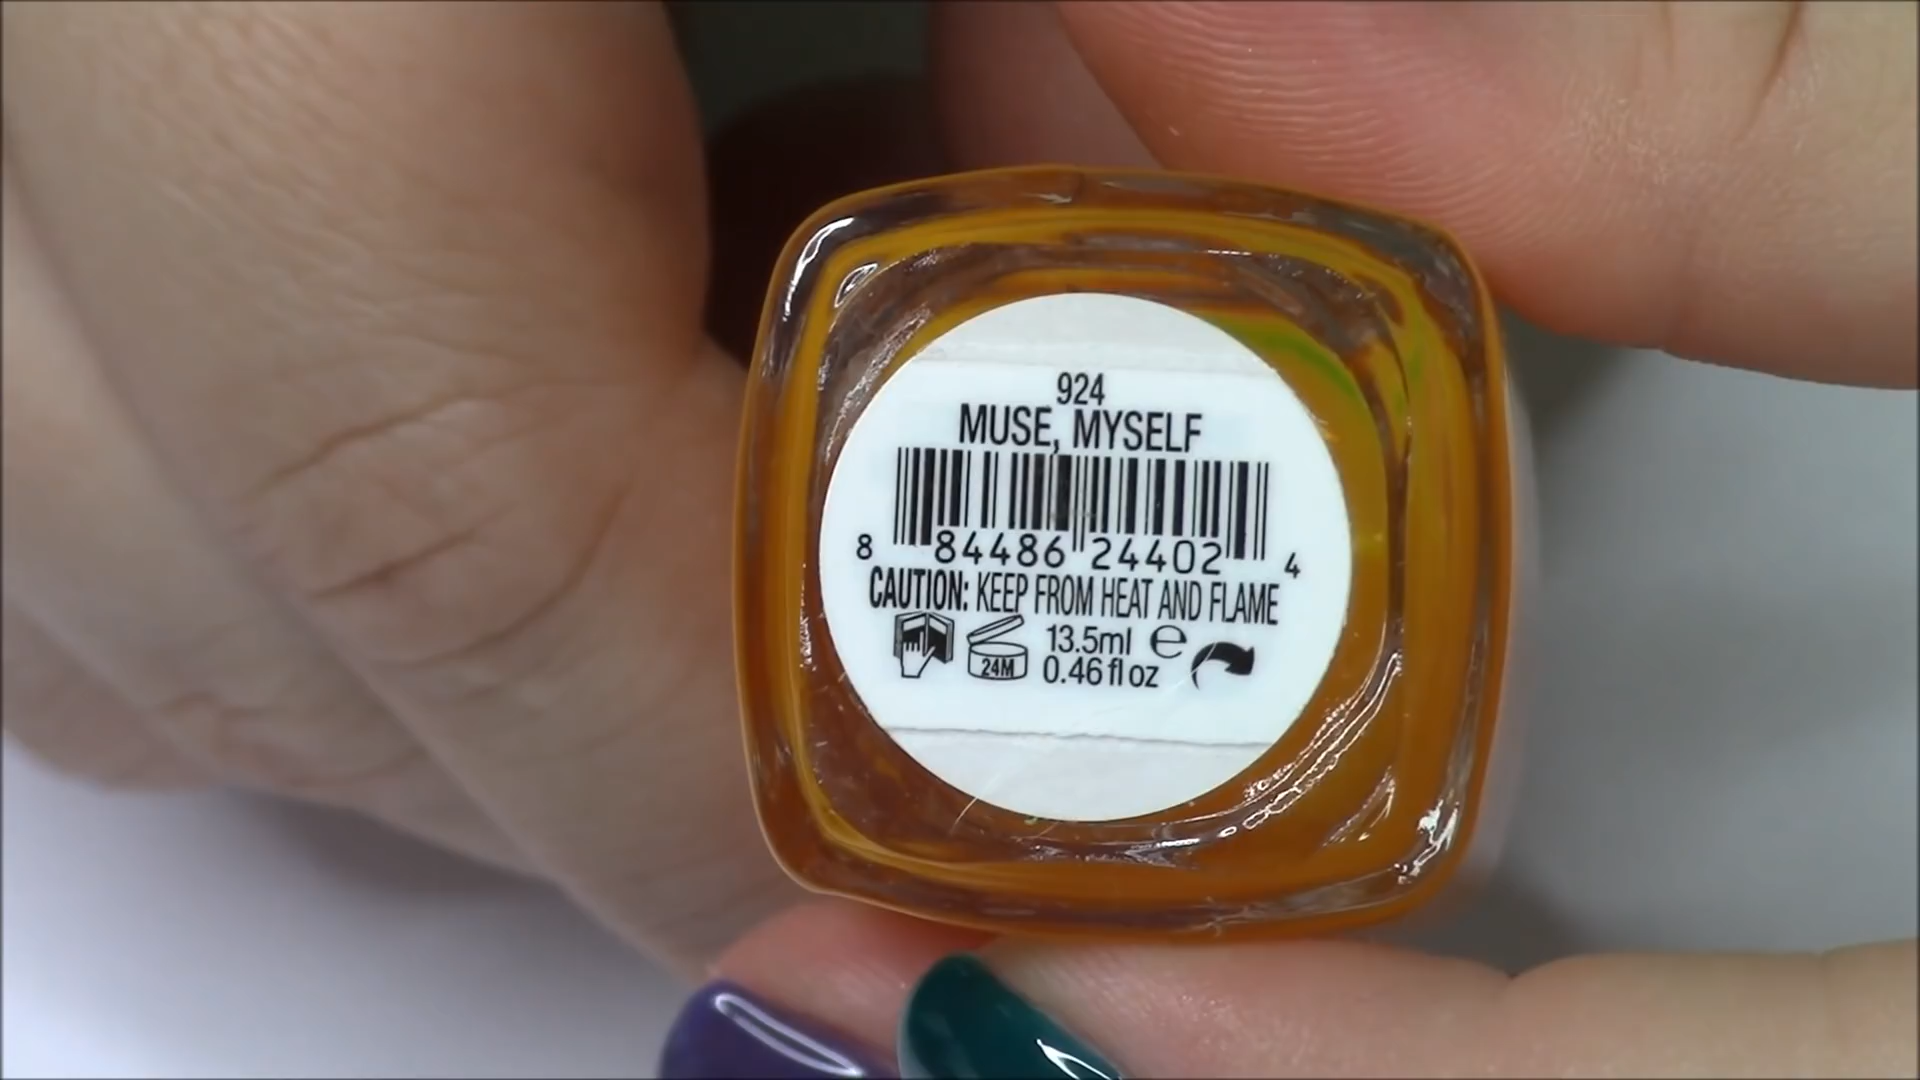 924
MUSE, MYSELF
8 84486 24402 4
CAUTION: KEEP FROM HEAT AND FLAME
24M
13.5ml e
0.46 fl oz